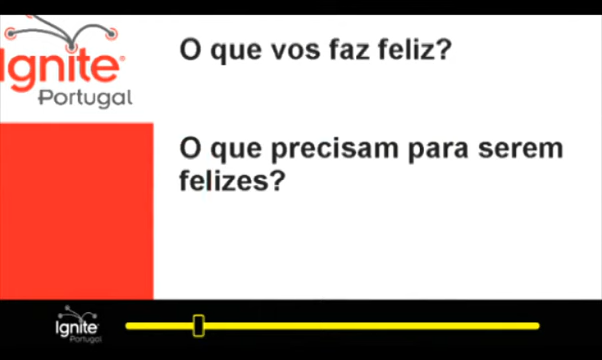 Ignite
Portugal
O que vos faz feliz?
O que precisam para serem
felizes?
Ignite
Portugal